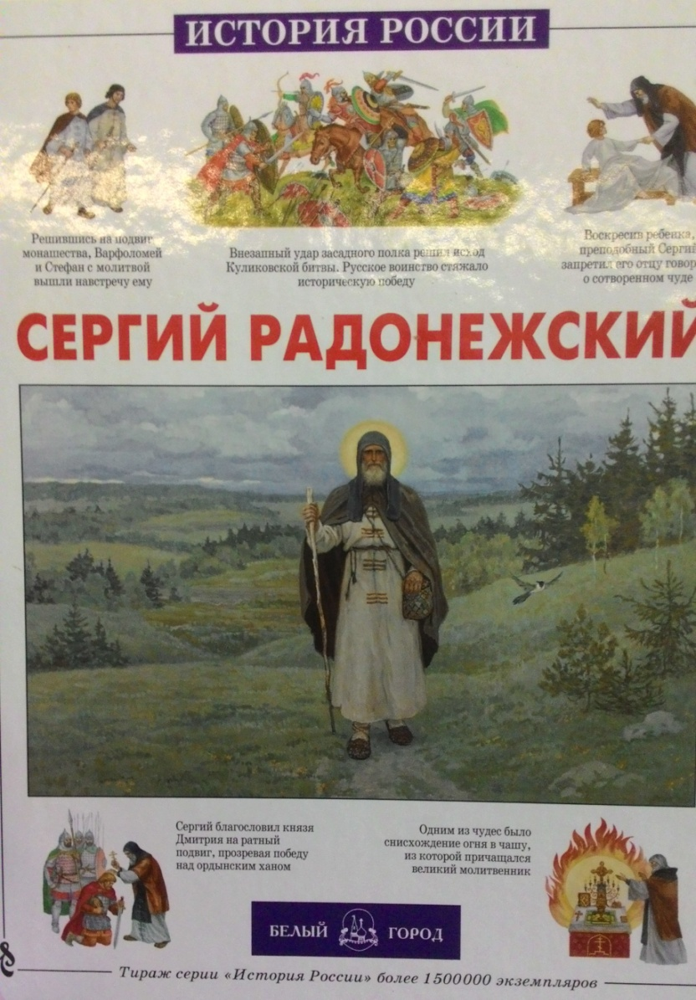 ИСТОРИЯ РОССИИ
Решившись на подвиг
монашества, Варфоломей
и Стефан с молитвой
вышли навстречу ему
Внезапный удар засадного полка решил исход
Куликовской битвы. Русское воинство стяжало
историческую победу
Воскресив ребенка,
преподобный Сергий
запретил его отцу говор
о сотворенном чуде
СЕРГИЙ РАДОНЕЖСКИЙ
Сергий благословил князя
Дмитрия на ратный
подвиг, прозревая победу
над ордынским ханом
Одним из чудес было
снисхождение огня в чашу,
из которой причащался
великий молитвенник
БЕЛЫЙ ГОРОД
Тираж серии «История России» более 1500000 экземпляров